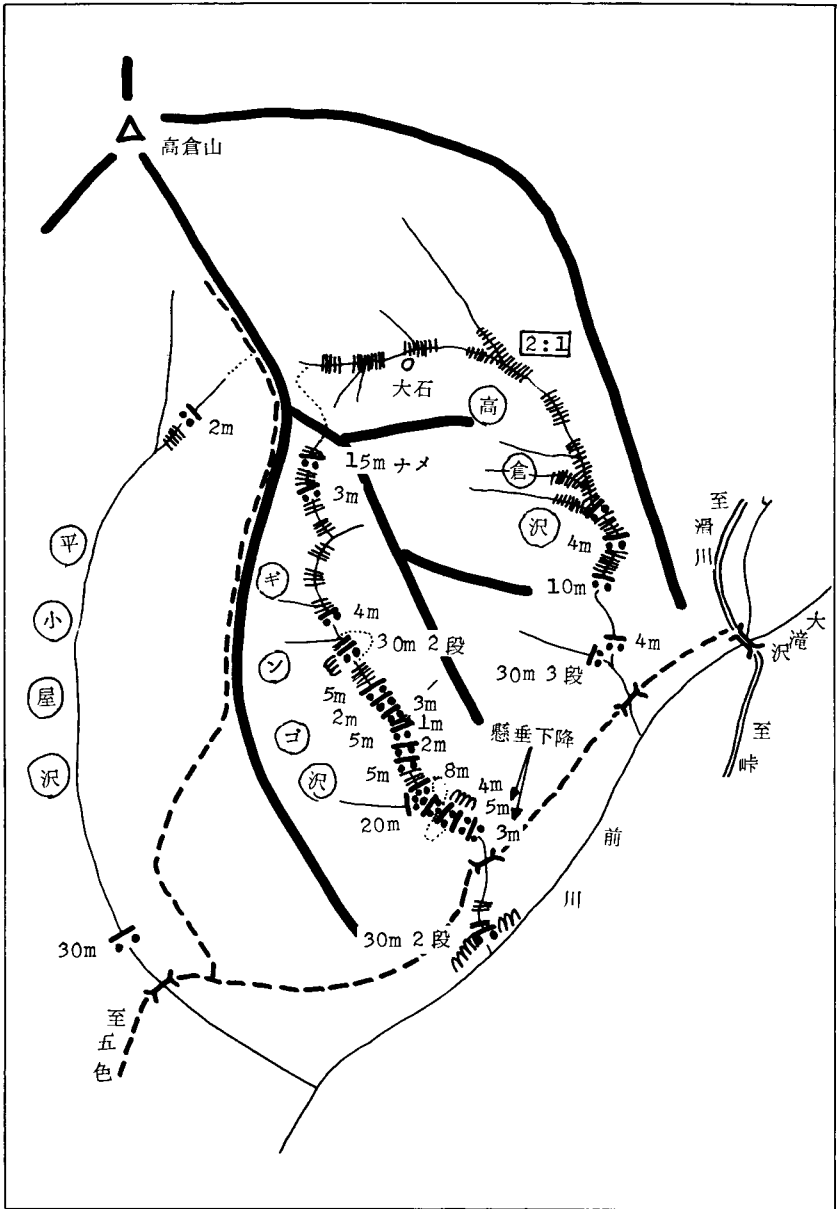 高倉山
2:1
大石
高倉沢
2m
15m ナメ
3m
4m
10m
4m
30m 3段
至滑川
大滝沢
至峠
平小屋沢
ギンゴ沢
4m
30m 2段
5m
3m
2m
1m
5m
2m
5m
8m
懸垂下降
4m
5m
20m
3m
前川
30m 2段
30m
至五色